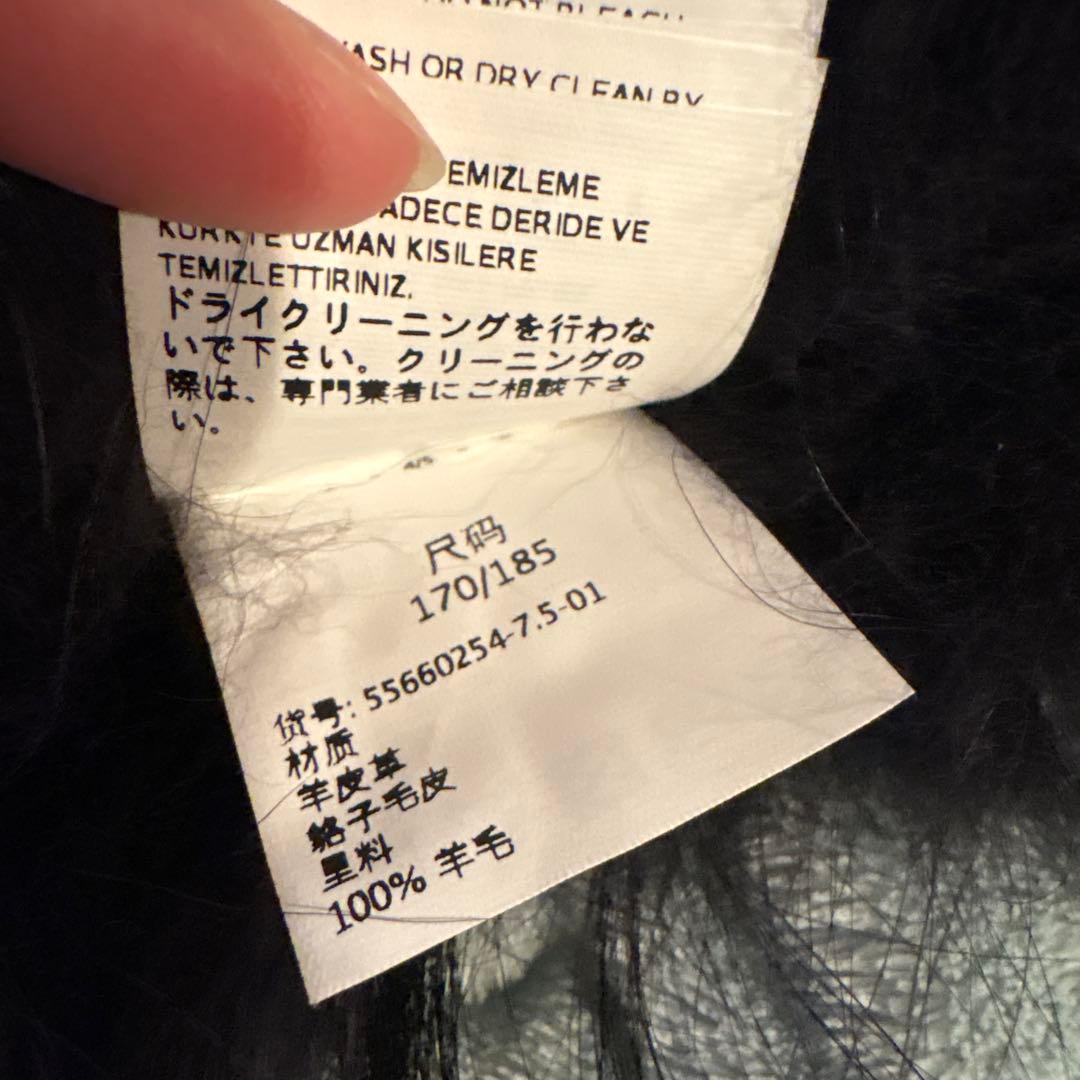 WASH OR DRY CLEAN BY
EMIZLEME
ADECE DERIDE VE
KURKTE UZMAN KISILERE
TEMIZLETTIRINIZ.
ドライクリーニングを行わな
いで下さい。クリーニングの
際は、専門業者にご相談下さ
い。
尺码
170/185
货号: 55660254-7.5-01
材质
羊皮革
貉子毛皮
里料
100% 羊毛